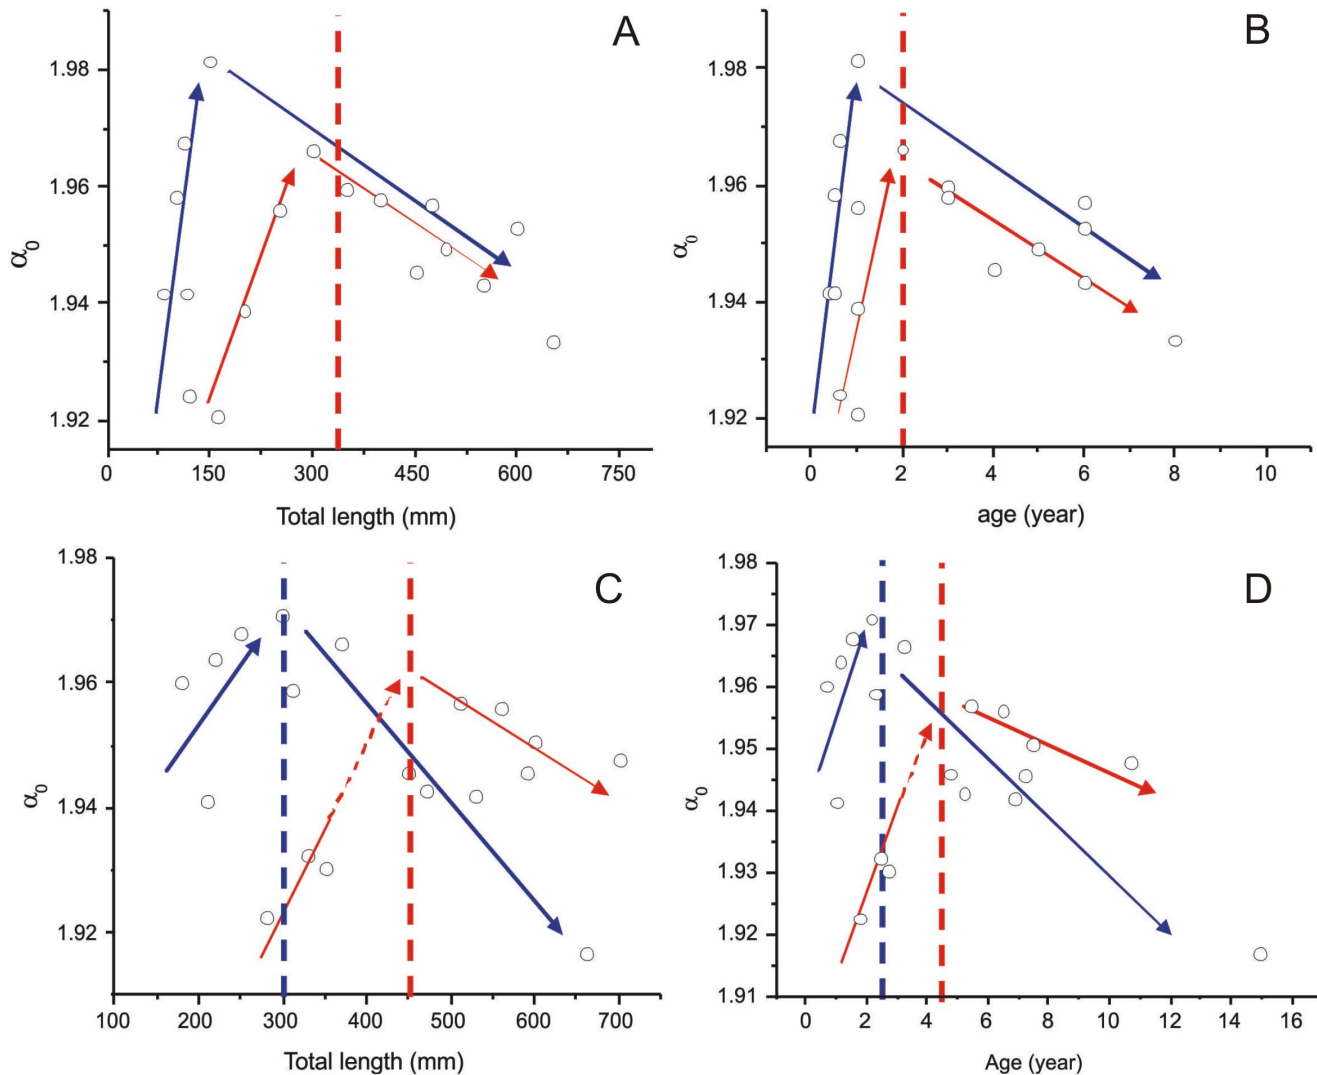 A
1.98
1.96
1.94
1.92
α0
0 150 300 450 600 750
Total length (mm)
B
1.98
1.96
1.94
1.92
α0
0 2 4 6 8 10
age (year)
C
1.98
1.96
1.94
1.92
α0
100 200 300 400 500 600 700
Total length (mm)
D
1.98
1.97
1.96
1.95
1.94
1.93
1.92
1.91
α0
0 2 4 6 8 10 12 14 16
Age (year)